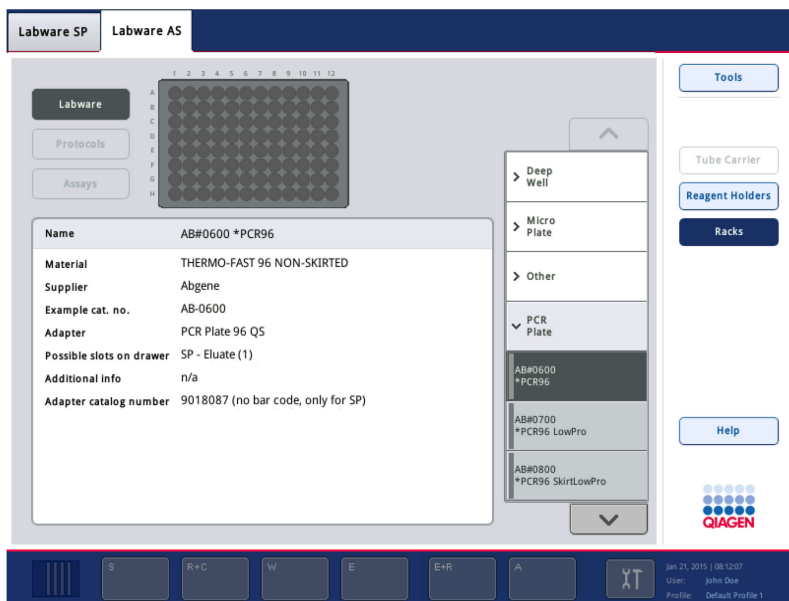 Labware SP
Labware AS
1 2 3 4 5 6 7 8 9 10 11 12
A
B
C
D
E
F
G
H
Labware
Protocols
Assays
Name AB#0600 *PCR96
Material THERMO-FAST 96 NON-SKIRTED
Supplier Abgene
Example cat. no. AB-0600
Adapter PCR Plate 96 QS
Possible slots on drawer SP - Eluate (1)
Additional info n/a
Adapter catalog number 9018087 (no bar code, only for SP)
Deep
Well
Micro
Plate
Other
PCR
Plate
AB#0600
*PCR96
AB#0700
*PCR96 LowPro
AB#0800
*PCR96 SkirtLowPro
Tools
Tube Carrier
Reagent Holders
Racks
Help
QIAGEN
S
R+C
W
E
E+R
A
Jan 21, 2015 | 08:12:07
User: John Doe
Profile: Default Profile 1